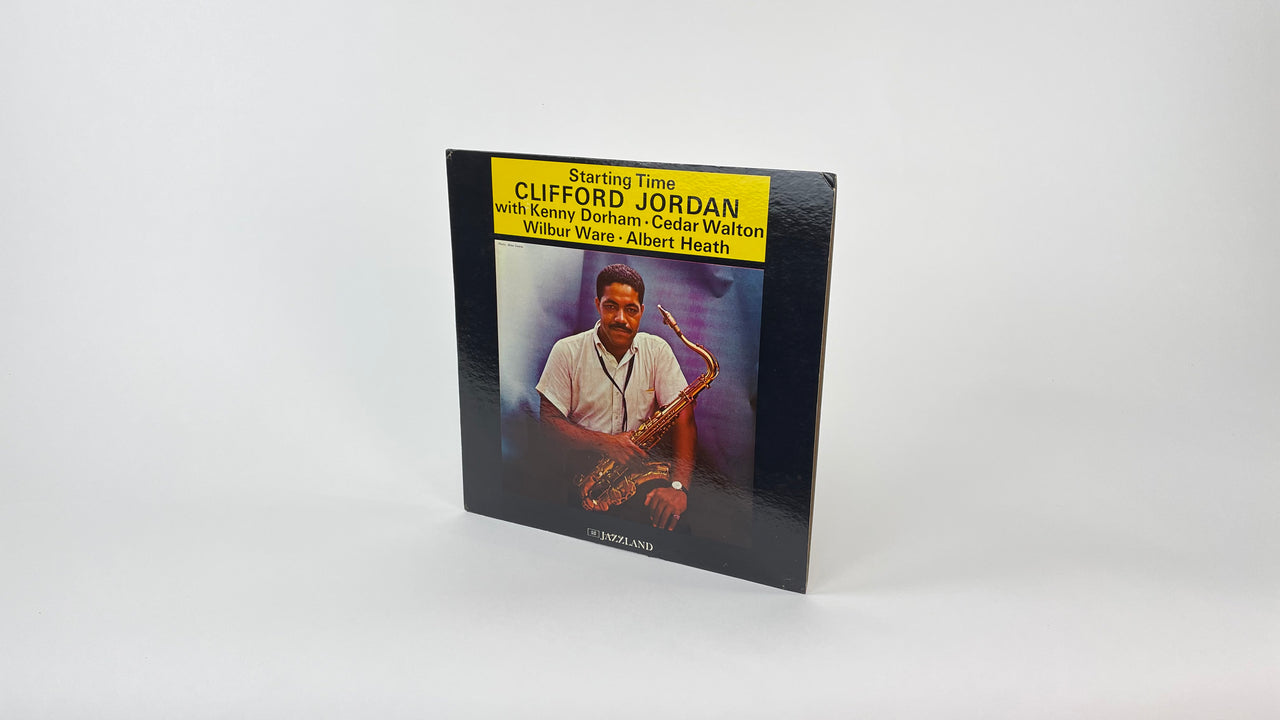 Starting Time
CLIFFORD JORDAN
with Kenny Dorham · Cedar Walton
Wilbur Ware · Albert Heath
JAZZLAND